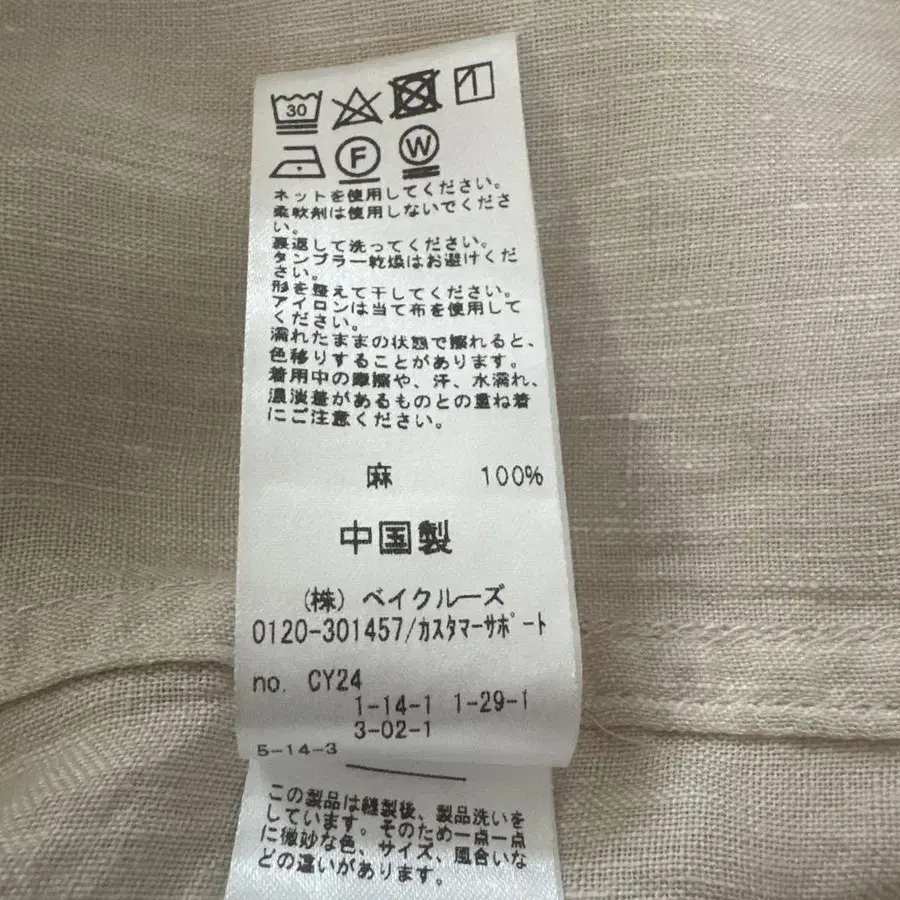 30
F W
ネットを使用してください。
柔軟剤は使用しないでくださ
い。
裏返して洗ってください。
タンブラー乾燥はお避けくだ
さい。
形を整えて干してください。
アイロンは当て布を使用して
ください。
濡れたままの状態で擦れると、
色移りすることがあります。
着用中の摩擦や、汗、水濡れ、
濃淡差があるものとの重ね着
にご注意ください。
麻 100%
中国製
(株) ベイクルーズ
0120-301457/カスタマーサポート
no. CY24
1-14-1 1-29-1
3-02-1
5-14-3
この製品は縫製後、製品洗いを
しています。そのため一点一点
に微妙な色、サイズ、風合いな
どの違いがあります。